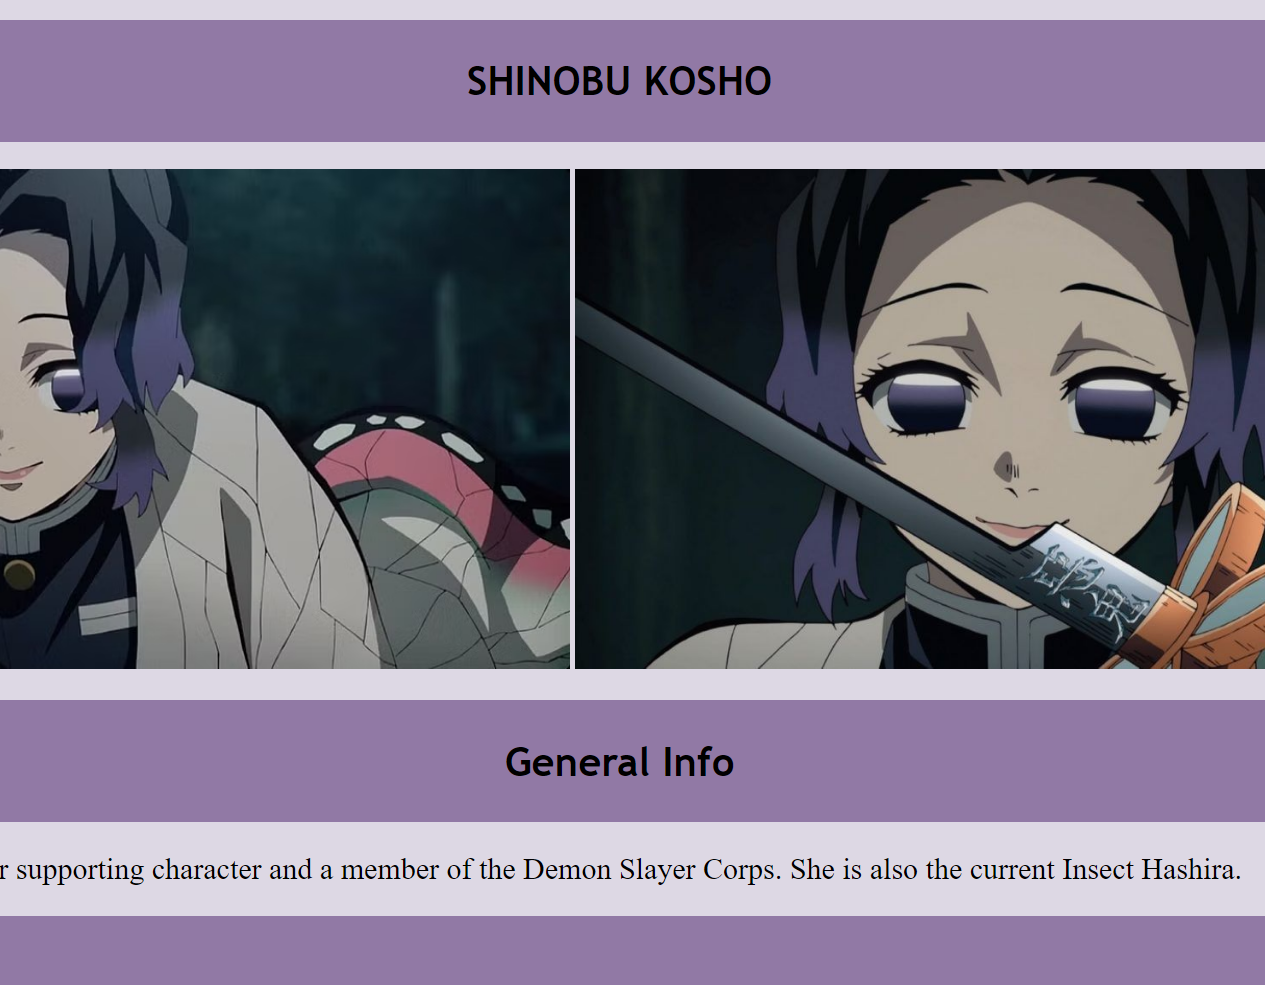 SHINOBU KOSHO
General Info
r supporting character and a member of the Demon Slayer Corps. She is also the current Insect Hashira.